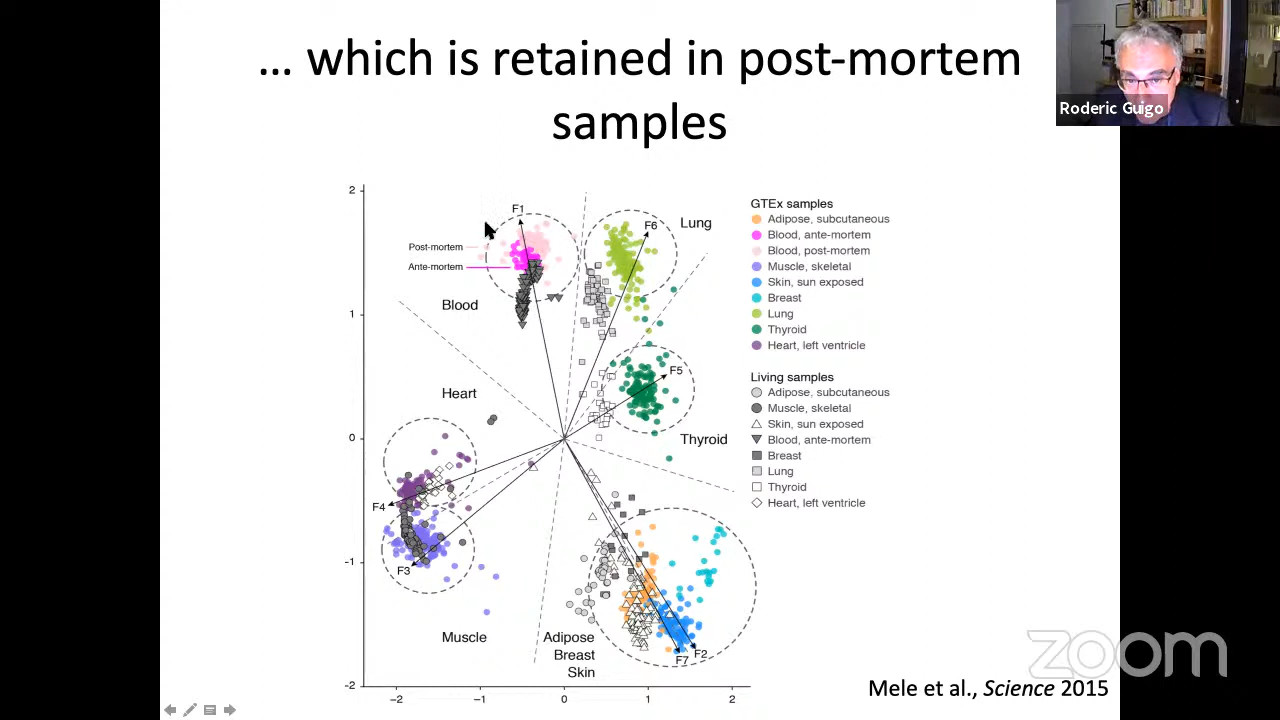 ... which is retained in post-mortem
samples
Roderic Guigo
2
1
0
-1
-2
-2
-1
0
1
2
F1
F6
Lung
Post-mortem
Ante-mortem
Blood
F5
Heart
Thyroid
F4
F3
Muscle
Adipose
Breast
Skin
F7
F2
GTEx samples
Adipose, subcutaneous
Blood, ante-mortem
Blood, post-mortem
Muscle, skeletal
Skin, sun exposed
Breast
Lung
Thyroid
Heart, left ventricle
Living samples
Adipose, subcutaneous
Muscle, skeletal
Skin, sun exposed
Blood, ante-mortem
Breast
Lung
Thyroid
Heart, left ventricle
zoom
Mele et al., Science 2015